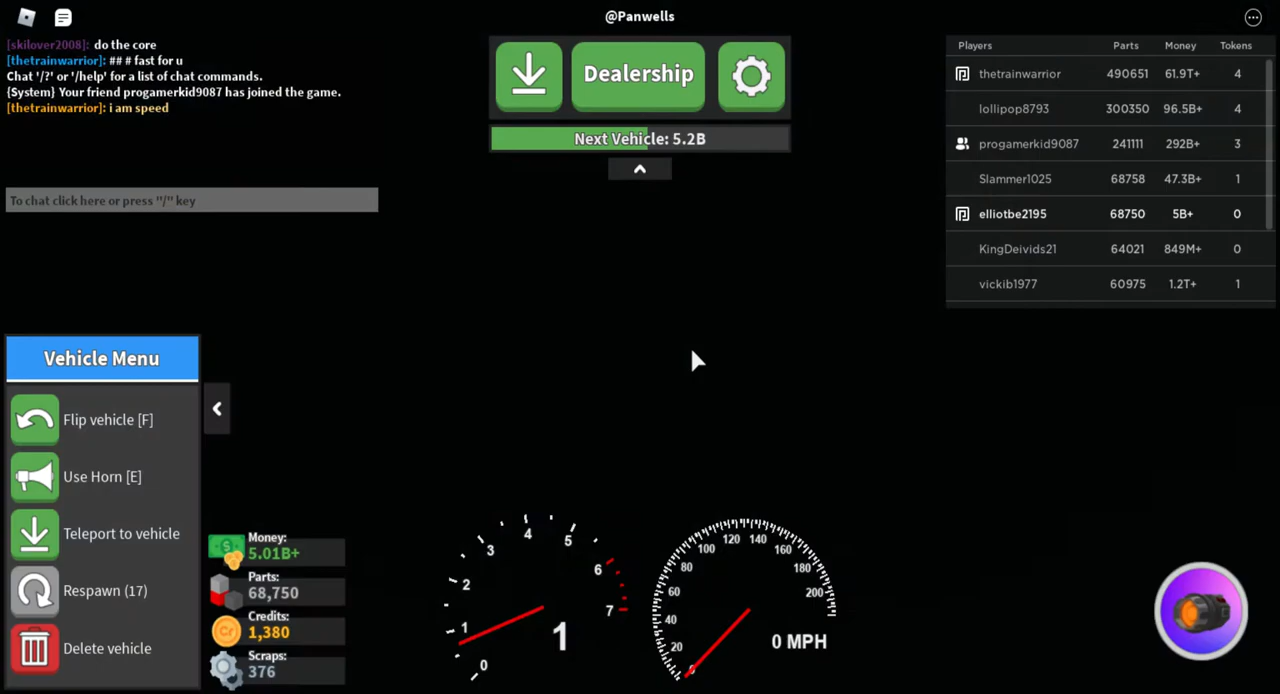 @Panwells
[skilover2008]: do the core
[thetrainwarrior]: ## # fast for u
Chat '/?' or '/help' for a list of chat commands.
{System} Your friend progamerkid9087 has joined the game.
[thetrainwarrior]: i am speed
To chat click here or press "/" key
Dealership
Next Vehicle: 5.2B
Players Parts Money Tokens
thetrainwarrior 490651 61.9T+ 4
lollipop8793 300350 96.5B+ 4
progamerkid9087 241111 292B+ 3
Slammer1025 68758 47.3B+ 1
elliotbe2195 68750 5B+ 0
KingDeivids21 64021 849M+ 0
vickib1977 60975 1.2T+ 1
Vehicle Menu
Flip vehicle [F]
Use Horn [E]
Teleport to vehicle
Respawn (17)
Delete vehicle
Money:
5.01B+
Parts:
68,750
Credits:
1,380
Scraps:
376
0 1 2 3 4 5 6 7
1
0 20 40 60 80 100 120 140 160 180 200
0 MPH